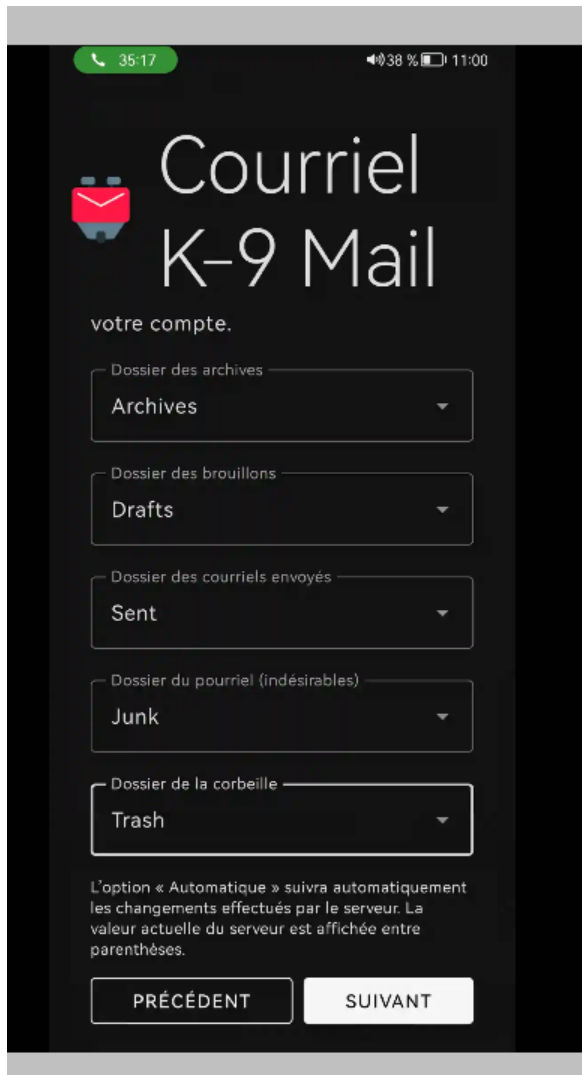 35:17 38 % 11:00
Courriel
K-9 Mail
votre compte.
Dossier des archives
Archives
Dossier des brouillons
Drafts
Dossier des courriels envoyés
Sent
Dossier du pourriel (indésirables)
Junk
Dossier de la corbeille
Trash
L'option « Automatique » suivra automatiquement
les changements effectués par le serveur. La
valeur actuelle du serveur est affichée entre
parenthèses.
PRÉCÉDENT SUIVANT